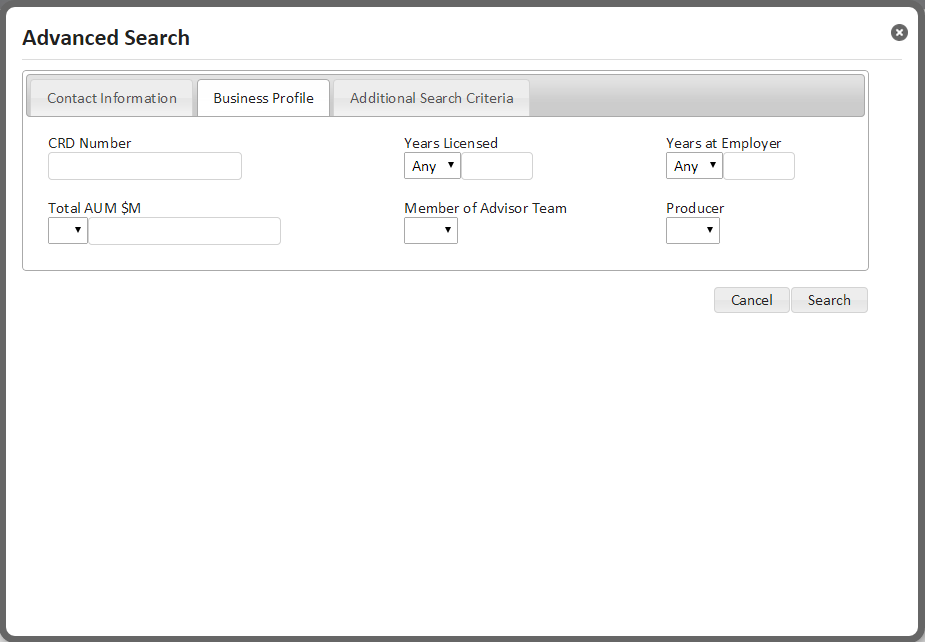 Advanced Search
Contact Information Business Profile Additional Search Criteria
CRD Number Years Licensed Years at Employer
Any Any
Total AUM $M Member of Advisor Team Producer
Cancel Search